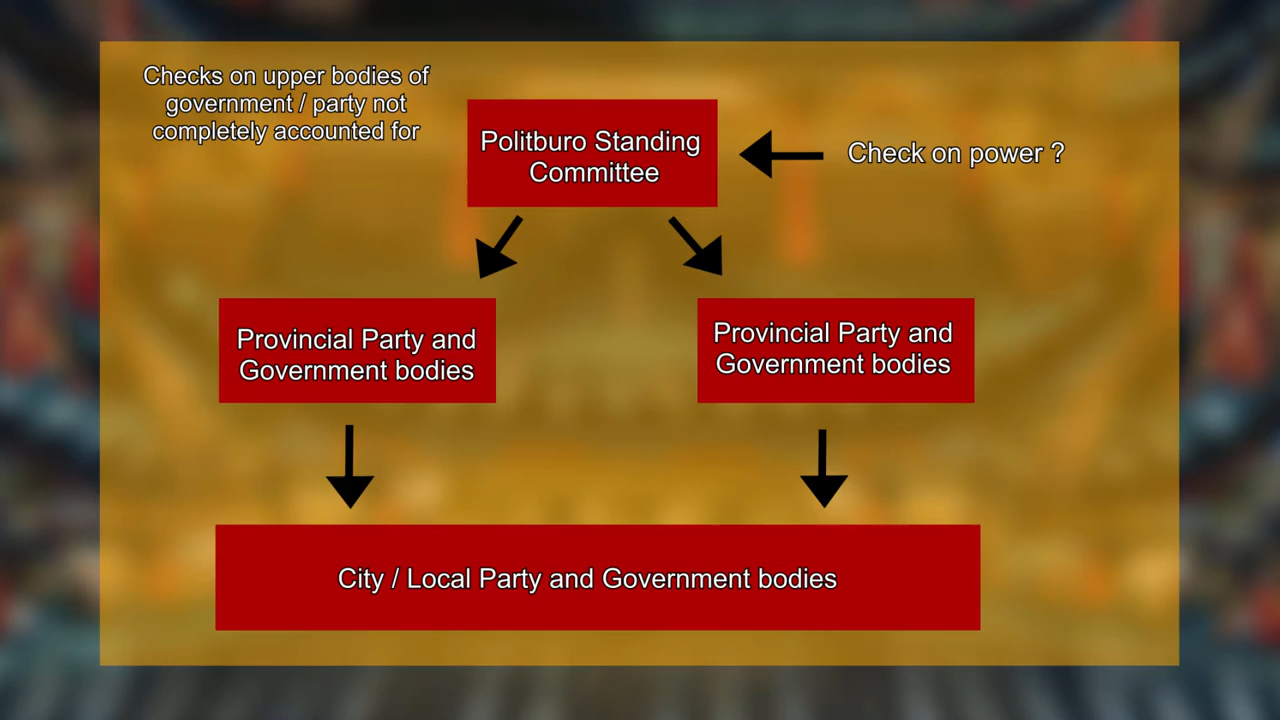 Checks on upper bodies of
government / party not
completely accounted for
Politburo Standing
Committee
Check on power ?
Provincial Party and
Government bodies
Provincial Party and
Government bodies
City / Local Party and Government bodies